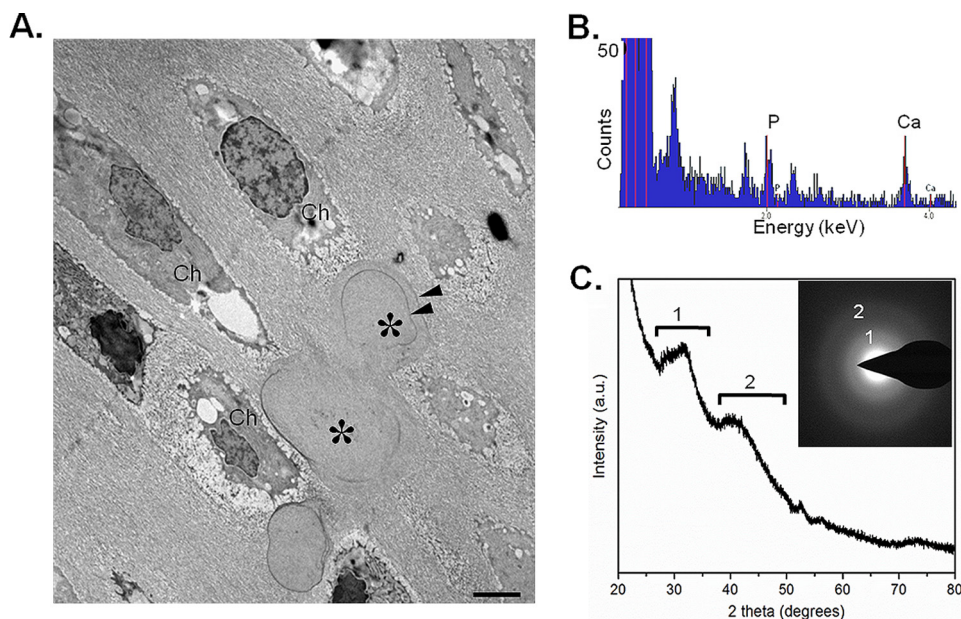 A.
Ch
Ch
Ch
*
*
B.
50
Counts
P
P
Ca
Ca
2.0
4.0
Energy (keV)
C.
1
2
2
1
Intensity (a.u.)
20 30 40 50 60 70 80
2 theta (degrees)